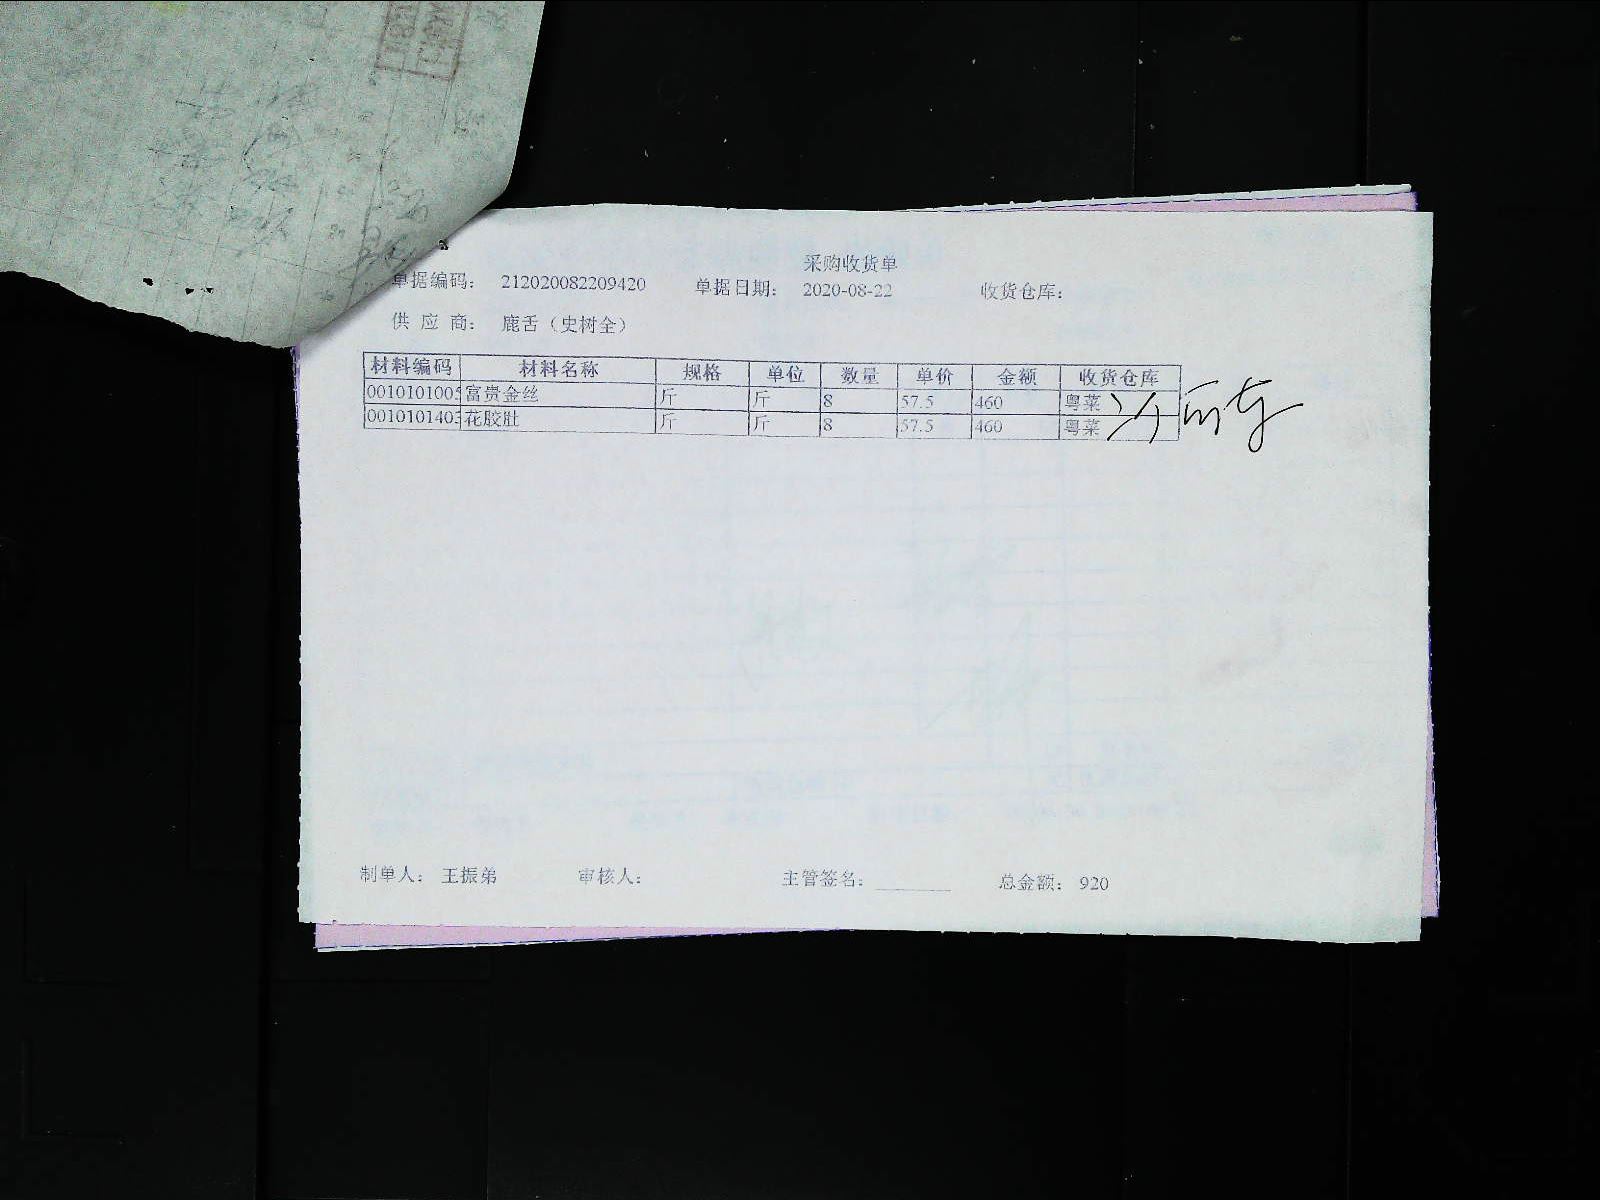 采购收货单
单据编码： 212020082209420 单据日期： 2020-08-22 收货仓库：
供 应 商： 鹿舌（史树全）
材料编码 材料名称 规格 单位 数量 单价 金额 收货仓库
0010101005 富贵金丝 斤 斤 8 57.5 460 粤菜
0010101403 花胶肚 斤 斤 8 57.5 460 粤菜
制单人： 王振弟 审核人： 主管签名： 总金额： 920